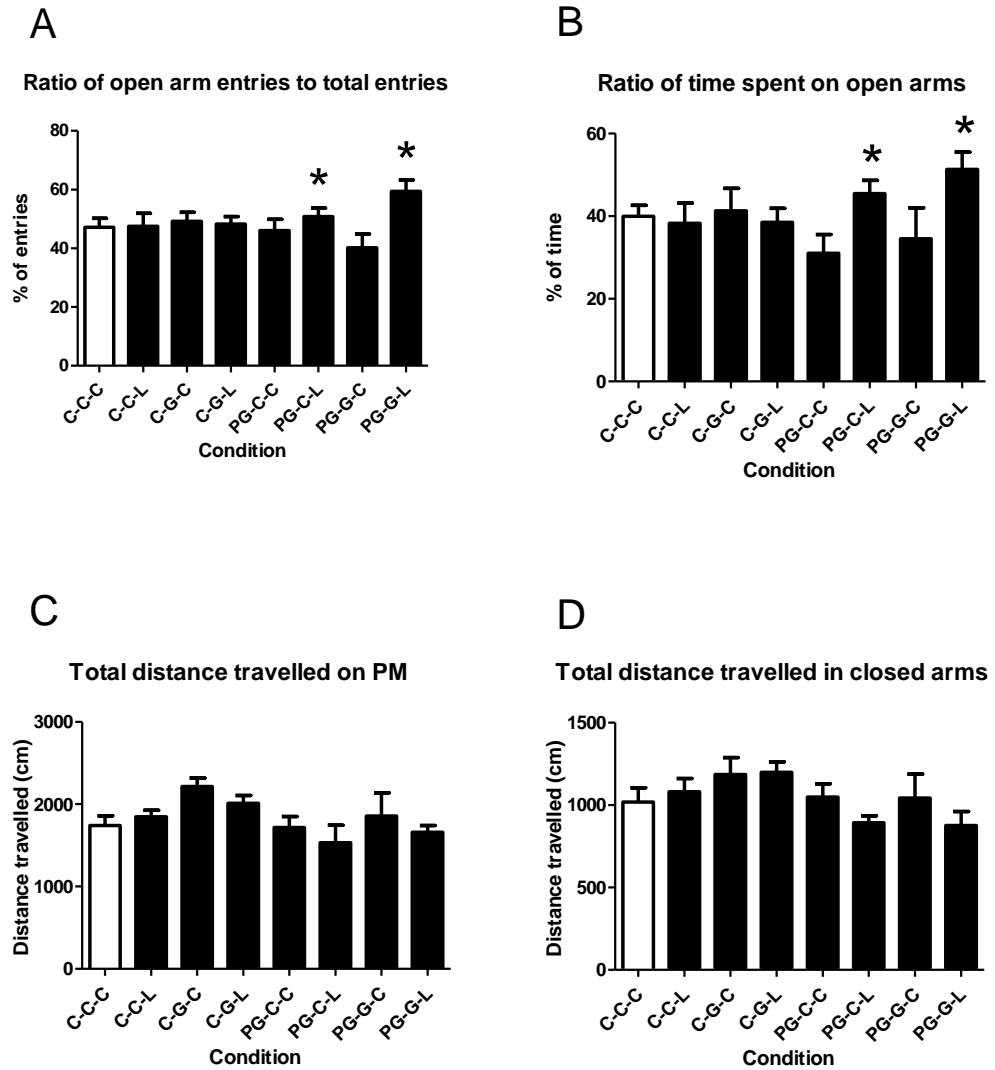 A
Ratio of open arm entries to total entries
% of entries
80
60
40
20
0
*
*
C-C-C
C-C-L
C-G-C
C-G-L
PG-C-C
PG-C-L
PG-G-C
PG-G-L
Condition
B
Ratio of time spent on open arms
% of time
60
40
20
0
*
*
C-C-C
C-C-L
C-G-C
C-G-L
PG-C-C
PG-C-L
PG-G-C
PG-G-L
Condition
C
Total distance travelled on PM
Distance travelled (cm)
3000
2000
1000
0
C-C-C
C-C-L
C-G-C
C-G-L
PG-C-C
PG-C-L
PG-G-C
PG-G-L
Condition
D
Total distance travelled in closed arms
Distance travelled (cm)
1500
1000
500
0
C-C-C
C-C-L
C-G-C
C-G-L
PG-C-C
PG-C-L
PG-G-C
PG-G-L
Condition